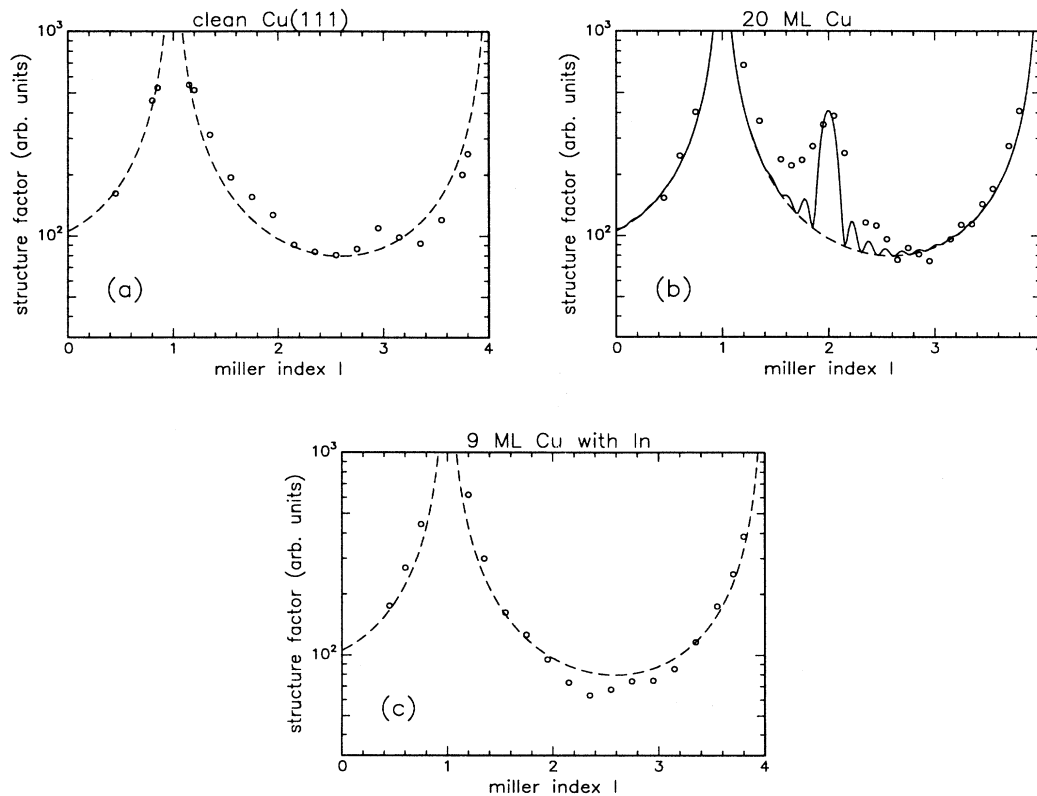 clean Cu(111)
10³
10²
structure factor (arb. units)
(a)
0 1 2 3 4
miller index l
20 ML Cu
10³
10²
structure factor (arb. units)
(b)
0 1 2 3 4
miller index l
9 ML Cu with In
10³
10²
structure factor (arb. units)
(c)
0 1 2 3 4
miller index l